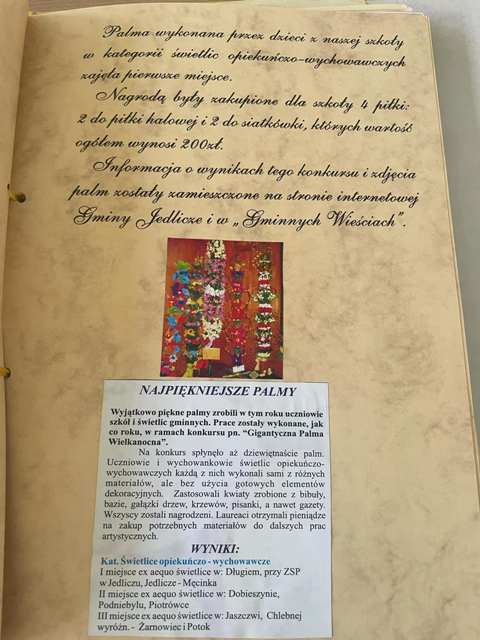 Palma wykonana przez dzieci z naszej szkoły
w kategorii świetlic opiekuńczo-wychowawczych
zajęła pierwsze miejsce.
Nagrodą były zakupione dla szkoły 4 piłki:
2 do piłki halowej i 2 do siatkówki, których wartość
ogółem wynosi 200zł.
Informacja o wynikach tego konkursu i zdjęcia
palm zostały zamieszczone na stronie internetowej
Gminy Jedlicze i w „Gminnych Wieściach”.
NAJPIĘKNIEJSZE PALMY
Wyjątkowo piękne palmy zrobili w tym roku uczniowie
szkół i świetlic gminnych. Prace zostały wykonane, jak
co roku, w ramach konkursu pn. “Gigantyczna Palma
Wielkanocna”.
Na konkurs spłynęło aż dziewiętnaście palm.
Uczniowie i wychowankowie świetlic opiekuńczo-
wychowawczych każdą z nich wykonali sami z różnych
materiałów, ale bez użycia gotowych elementów
dekoracyjnych. Zastosowali kwiaty zrobione z bibuły,
bazie, gałązki drzew, krzewów, pisanki, a nawet gazety.
Wszyscy zostali nagrodzeni. Laureaci otrzymali pieniądze
na zakup potrzebnych materiałów do dalszych prac
artystycznych.
WYNIKI:
Kat. Świetlice opiekuńczo - wychowawcze
I miejsce ex aequo świetlice w: Długiem, przy ZSP
w Jedliczu, Jedlicze - Męcinka
II miejsce ex aequo świetlice w: Dobieszynie,
Podniebylu, Piotrówce
III miejsce ex aequo świetlice w: Jaszczwi, Chlebnej
wyróżn. - Żarnowiec i Potok